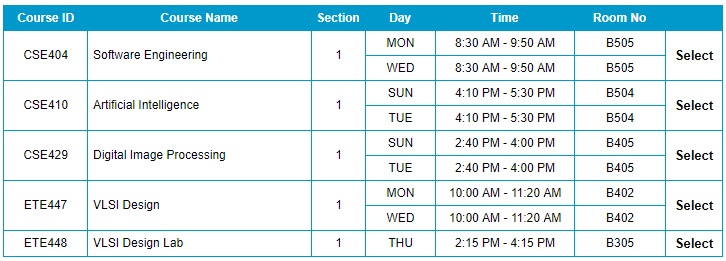 Course ID Course Name Section Day Time Room No
CSE404 Software Engineering 1 MON 8:30 AM - 9:50 AM B505 Select
WED 8:30 AM - 9:50 AM B505
CSE410 Artificial Intelligence 1 SUN 4:10 PM - 5:30 PM B504 Select
TUE 4:10 PM - 5:30 PM B504
CSE429 Digital Image Processing 1 SUN 2:40 PM - 4:00 PM B405 Select
TUE 2:40 PM - 4:00 PM B405
ETE447 VLSI Design 1 MON 10:00 AM - 11:20 AM B402 Select
WED 10:00 AM - 11:20 AM B402
ETE448 VLSI Design Lab 1 THU 2:15 PM - 4:15 PM B305 Select